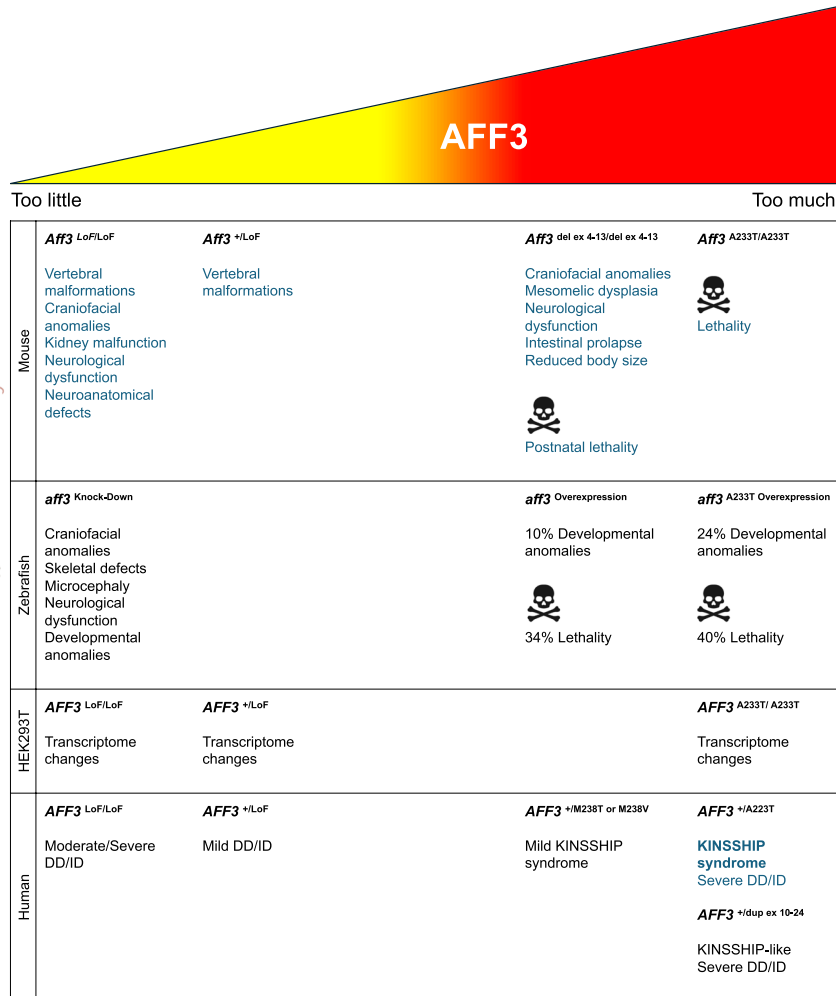 AFF3
Too little
Too much
Mouse
Aff3 LoF/LoF
Vertebral
malformations
Craniofacial
anomalies
Kidney malfunction
Neurological
dysfunction
Neuroanatomical
defects
Aff3 +/LoF
Vertebral
malformations
Aff3 del ex 4-13/del ex 4-13
Craniofacial anomalies
Mesomelic dysplasia
Neurological
dysfunction
Intestinal prolapse
Reduced body size
Postnatal lethality
Aff3 A233T/A233T
Lethality
Zebrafish
aff3 Knock-Down
Craniofacial
anomalies
Skeletal defects
Microcephaly
Neurological
dysfunction
Developmental
anomalies
aff3 Overexpression
10% Developmental
anomalies
34% Lethality
aff3 A233T Overexpression
24% Developmental
anomalies
40% Lethality
HEK293T
AFF3 LoF/LoF
Transcriptome
changes
AFF3 +/LoF
Transcriptome
changes
AFF3 A233T/ A233T
Transcriptome
changes
Human
AFF3 LoF/LoF
Moderate/Severe
DD/ID
AFF3 +/LoF
Mild DD/ID
AFF3 +/M238T or M238V
Mild KINSSHIP
syndrome
AFF3 +/A223T
KINSSHIP
syndrome
Severe DD/ID
AFF3 +/dup ex 10-24
KINSSHIP-like
Severe DD/ID